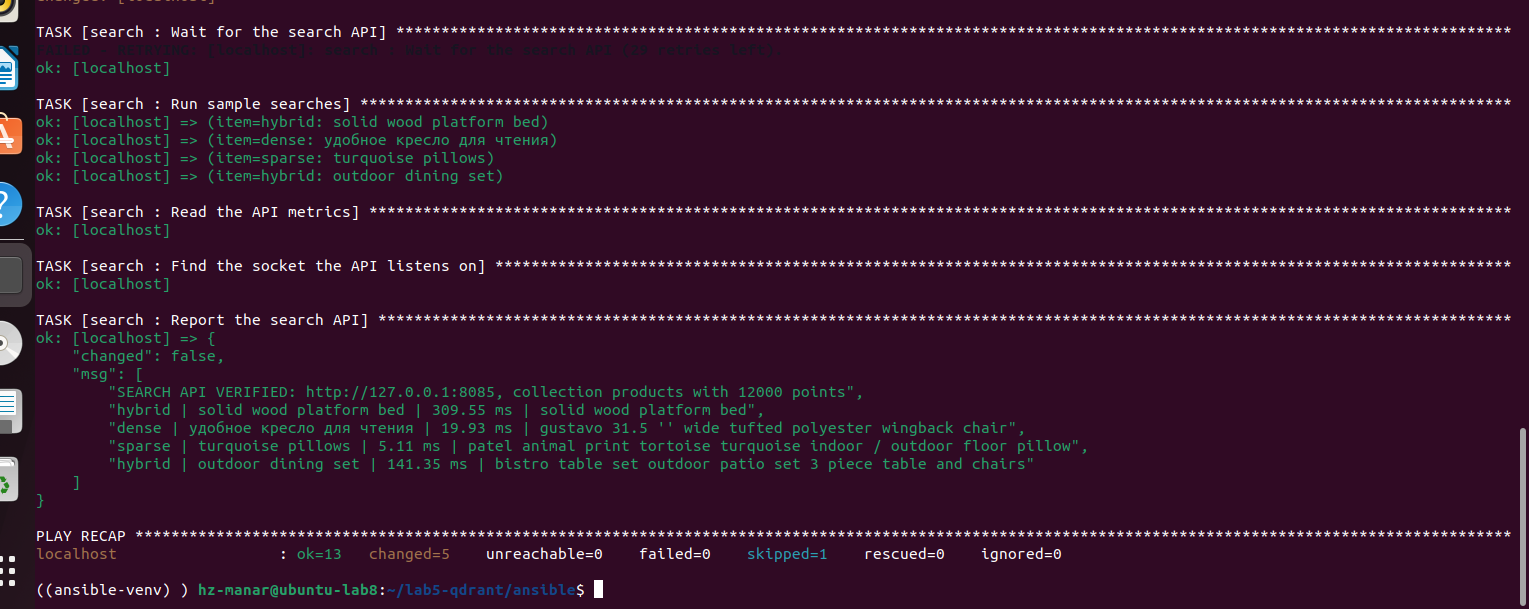 changed: [localhost]
TASK [search : Wait for the search API] ****************************************************************************************************************************
ok: [localhost]
TASK [search : Run sample searches] ********************************************************************************************************************************
ok: [localhost] => (item=hybrid: solid wood platform bed)
ok: [localhost] => (item=dense: удобное кресло для чтения)
ok: [localhost] => (item=sparse: turquoise pillows)
ok: [localhost] => (item=hybrid: outdoor dining set)
TASK [search : Read the API metrics] *******************************************************************************************************************************
ok: [localhost]
TASK [search : Find the socket the API listens on] *****************************************************************************************************************
ok: [localhost]
TASK [search : Report the search API] ******************************************************************************************************************************
ok: [localhost] => {
    "changed": false,
    "msg": [
        "SEARCH API VERIFIED: http://127.0.0.1:8085, collection products with 12000 points",
        "hybrid | solid wood platform bed | 309.55 ms | solid wood platform bed",
        "dense | удобное кресло для чтения | 19.93 ms | gustavo 31.5 '' wide tufted polyester wingback chair",
        "sparse | turquoise pillows | 5.11 ms | patel animal print tortoise turquoise indoor / outdoor floor pillow",
        "hybrid | outdoor dining set | 141.35 ms | bistro table set outdoor patio set 3 piece table and chairs"
    ]
}
PLAY RECAP *********************************************************************************************************************************************************
localhost                  : ok=13   changed=5    unreachable=0    failed=0    skipped=1    rescued=0    ignored=0
((ansible-venv) ) hz-manar@ubuntu-lab8:~/lab5-qdrant/ansible$